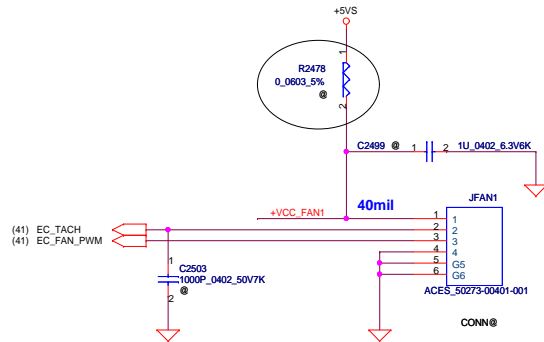 +5VS
1
R2478
0_0603_5%
@
2
C2499 @ 1 2 1U_0402_6.3V6K
+VCC_FAN1 40mil JFAN1
1 1
(41) EC_TACH 2 2
(41) EC_FAN_PWM 3 3
4 4
5 G5
6 G6
1
C2503
1000P_0402_50V7K
@
2
ACES_50273-00401-001
CONN@